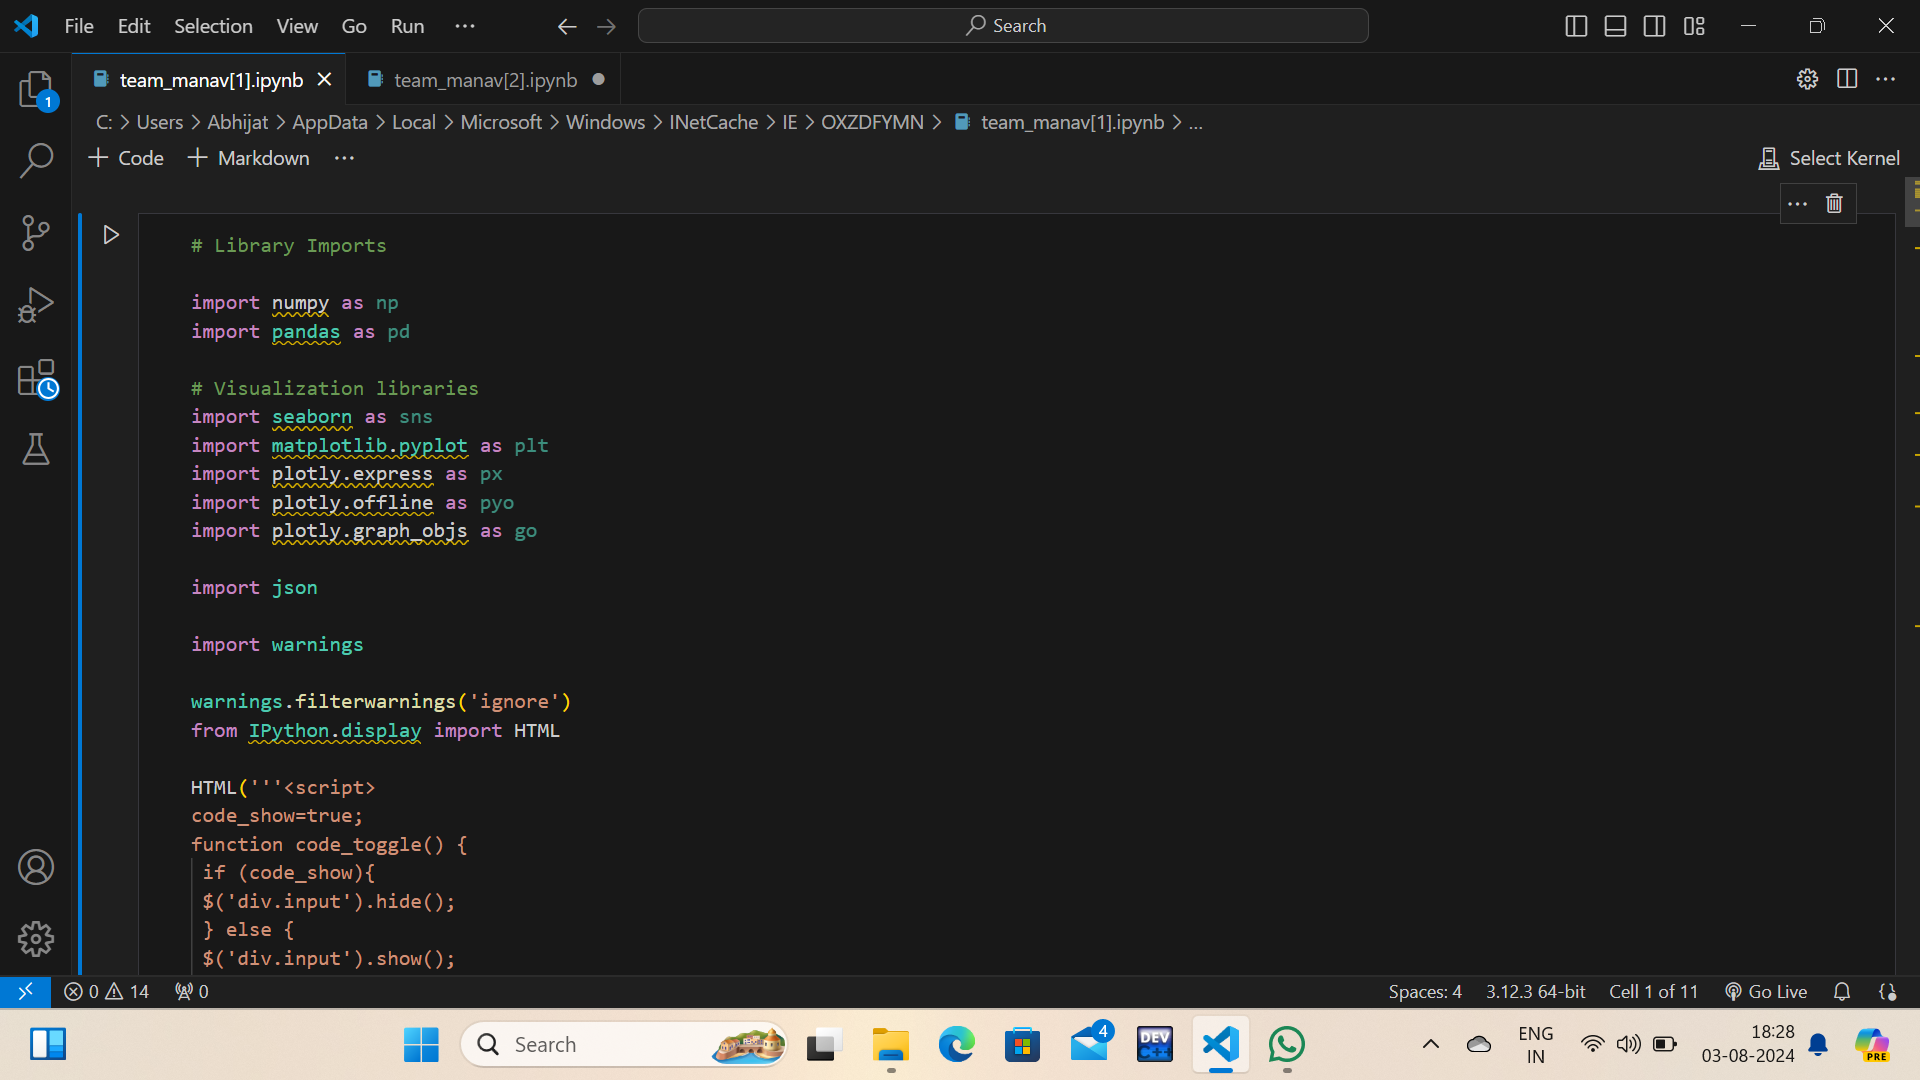 File Edit Selection View Go Run ···
Search
team_manav[1].ipynb
team_manav[2].ipynb
C: > Users > Abhijat > AppData > Local > Microsoft > Windows > INetCache > IE > OXZDFYMN > team_manav[1].ipynb > ...
+ Code + Markdown ···
Select Kernel
# Library Imports
import numpy as np
import pandas as pd
# Visualization libraries
import seaborn as sns
import matplotlib.pyplot as plt
import plotly.express as px
import plotly.offline as pyo
import plotly.graph_objs as go
import json
import warnings
warnings.filterwarnings('ignore')
from IPython.display import HTML
HTML('''<script>
code_show=true;
function code_toggle() {
if (code_show){
$('div.input').hide();
} else {
$('div.input').show();
1
0 14 0
Spaces: 4 3.12.3 64-bit Cell 1 of 11 Go Live
Search
4
DEV
C++
ENG
IN
18:28
03-08-2024
PRE